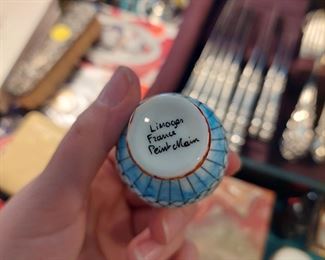 Limoges
France
Peint Main